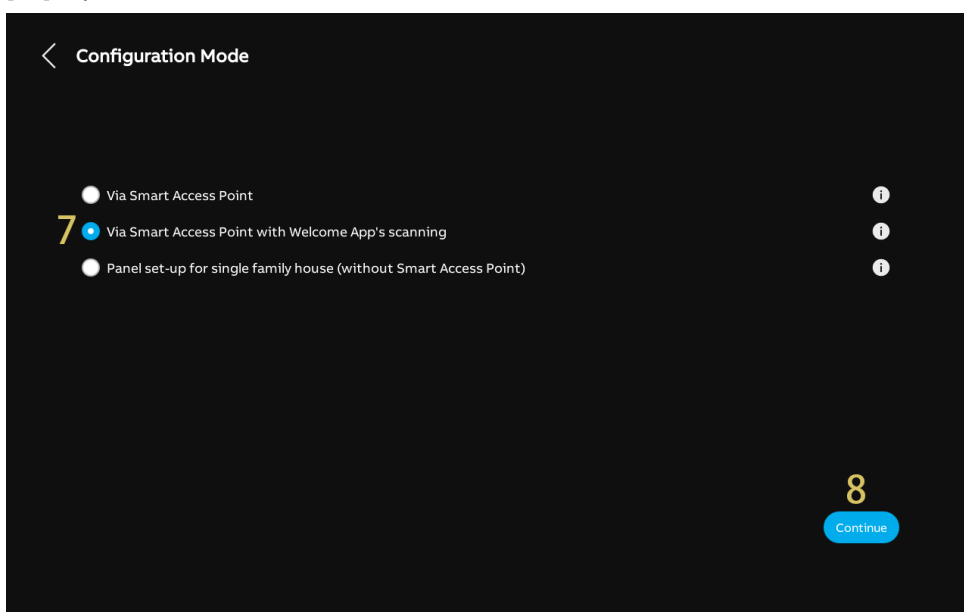 Configuration Mode
Via Smart Access Point
7 Via Smart Access Point with Welcome App's scanning
Panel set-up for single family house (without Smart Access Point)
8
Continue